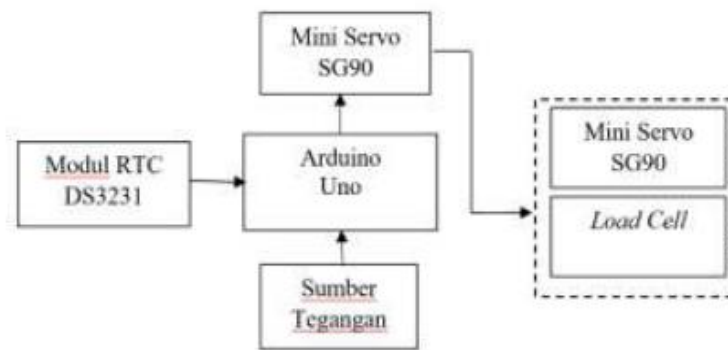 Mini Servo
SG90
Modul RTC
DS3231
Arduino
Uno
Sumber
Tegangan
Mini Servo
SG90
Load Cell